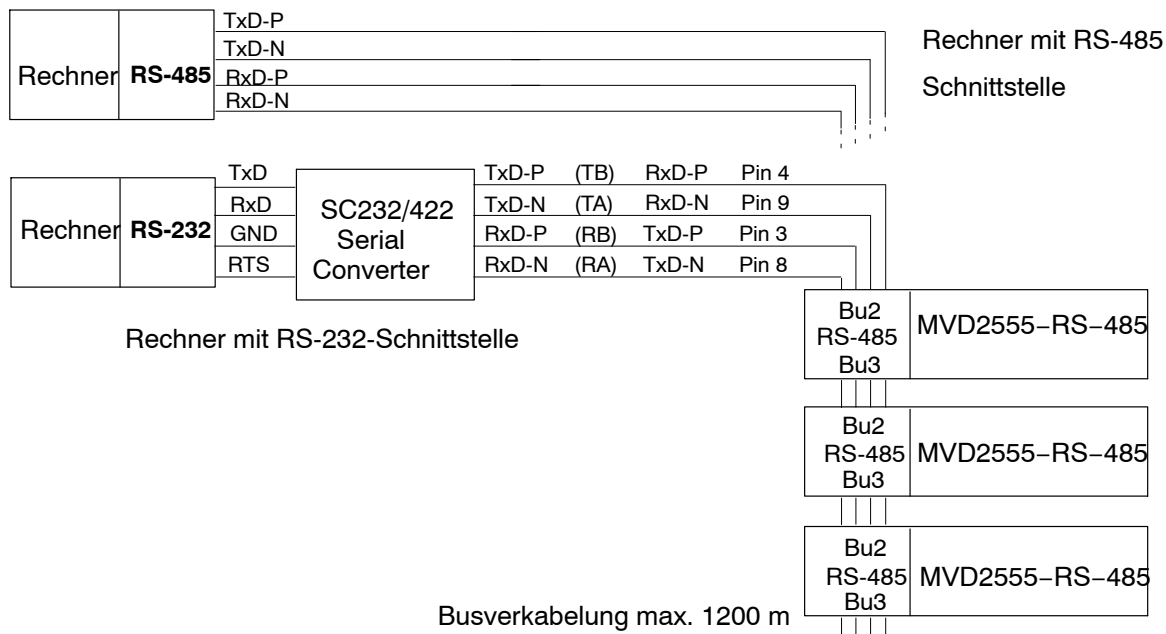 TxD-P
TxD-N
Rechner RS-485 RxD-P
RxD-N
Rechner mit RS-485
Schnittstelle
TxD TxD-P (TB) RxD-P Pin 4
RxD TxD-N (TA) RxD-N Pin 9
Rechner RS-232 GND RxD-P (RB) TxD-P Pin 3
RTS RxD-N (RA) TxD-N Pin 8
SC232/422
Serial
Converter
Rechner mit RS-232-Schnittstelle
Bu2
RS-485 MVD2555−RS−485
Bu3
Bu2
RS-485 MVD2555−RS−485
Bu3
Bu2
RS-485 MVD2555−RS−485
Bu3
Busverkabelung max. 1200 m